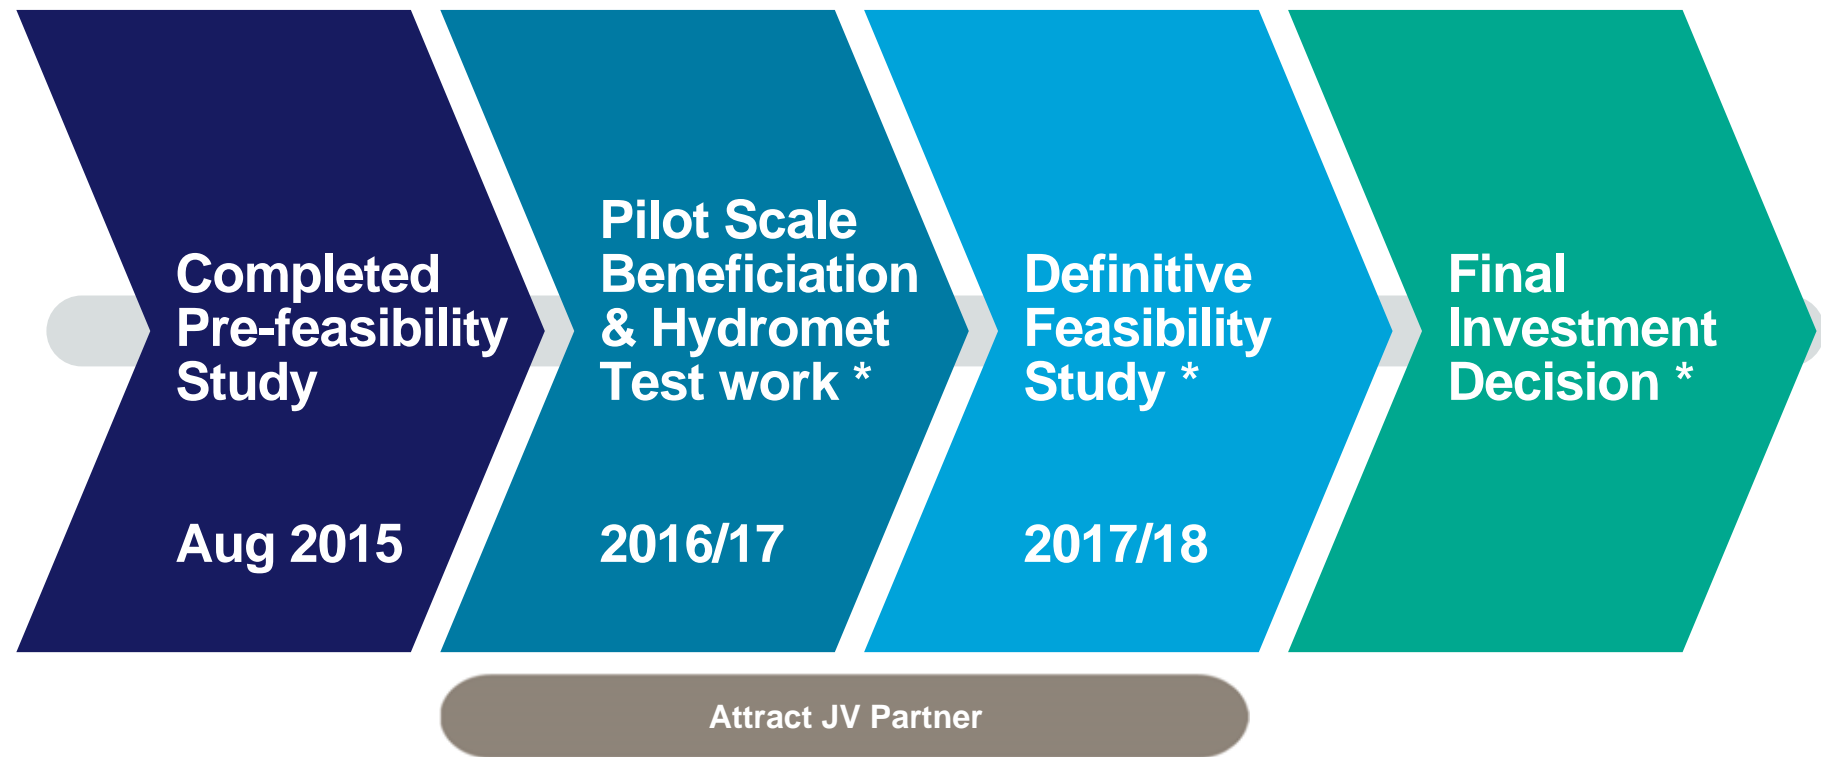 Completed
Pre-feasibility
Study
Aug 2015
Pilot Scale
Beneficiation
& Hydromet
Test work *
2016/17
Definitive
Feasibility
Study *
2017/18
Final
Investment
Decision *
Attract JV Partner